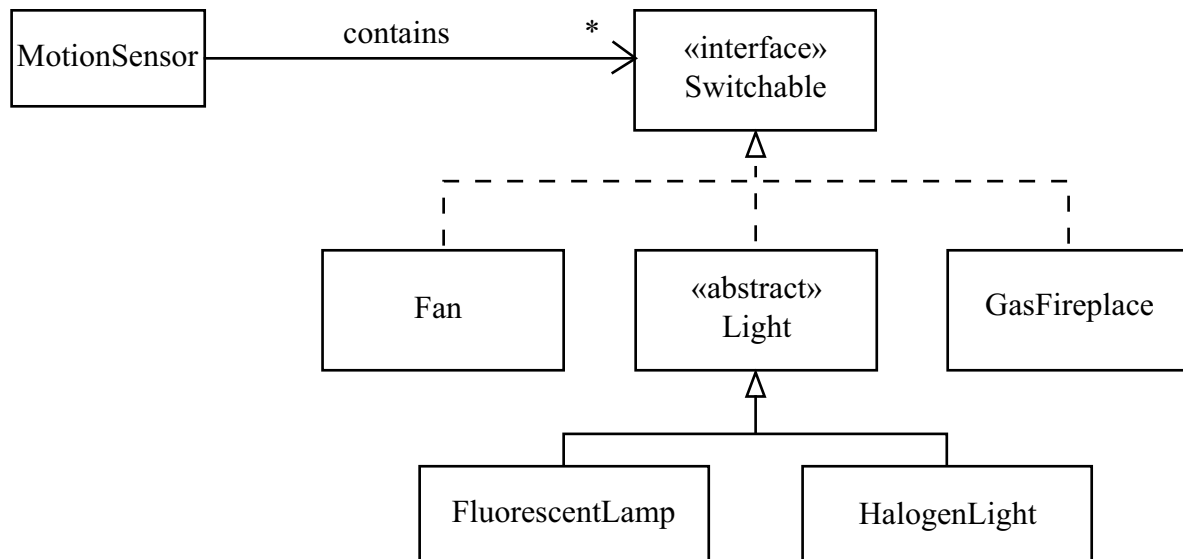 contains
*
MotionSensor
«interface»
Switchable
Fan
«abstract»
Light
GasFireplace
FluorescentLamp
HalogenLight